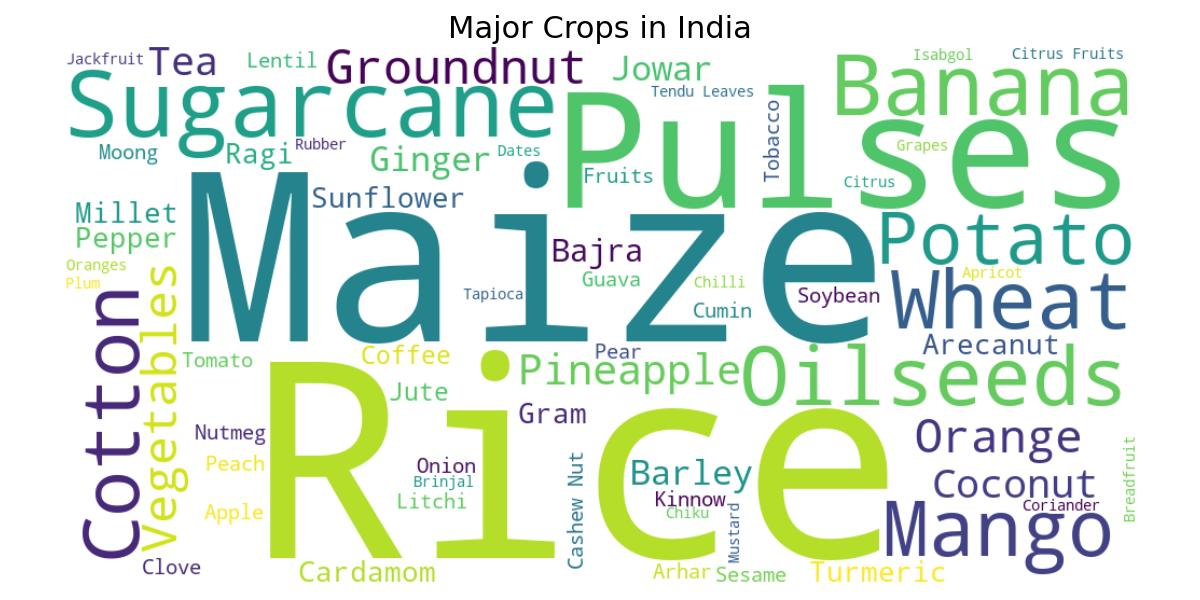 Major Crops in India
Jackfruit
Tea
Lentil
Groundnut
Jowar
Banana
Isabgol
Citrus Fruits
Sugarcane
Pulses
Tendu Leaves
Tobacco
Moong
Ragi
Rubber
Ginger
Dates
Fruits
Citrus
Grapes
Maize
Sunflower
Millet
Pepper
Potato
Bajra
Oranges
Plum
Guava
Chilli
Apricot
Tapioca
Soybean
Cumin
Wheat
Cotton
Vegetables
Tomato
Coffee
Pear
Arecanut
Pineapple
Oilseeds
Rice
Jute
Gram
Nutmeg
Orange
Peach
Onion
Brinjal
Barley
Coconut
Breadfruit
Litchi
Cashew Nut
Kinnow
Chiku
Mustard
Coriander
Apple
Mango
Clove
Cardamom
Arhar
Sesame
Turmeric